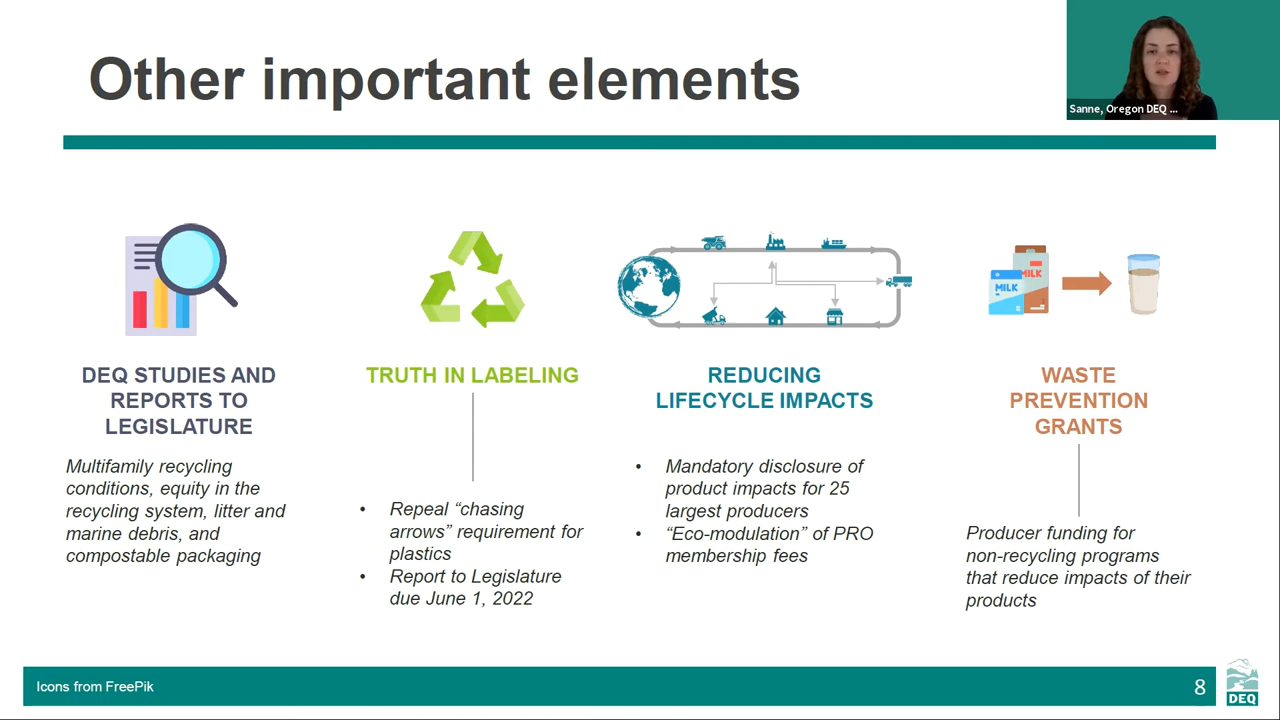 Other important elements
Sanne, Oregon DEQ ...
MILK
MILK
DEQ STUDIES AND
REPORTS TO
LEGISLATURE
Multifamily recycling
conditions, equity in the
recycling system, litter and
marine debris, and
compostable packaging
TRUTH IN LABELING
• Repeal “chasing
arrows” requirement for
plastics
• Report to Legislature
due June 1, 2022
REDUCING
LIFECYCLE IMPACTS
• Mandatory disclosure of
product impacts for 25
largest producers
• “Eco-modulation” of PRO
membership fees
WASTE
PREVENTION
GRANTS
Producer funding for
non-recycling programs
that reduce impacts of their
products
Icons from FreePik
8
DEQ